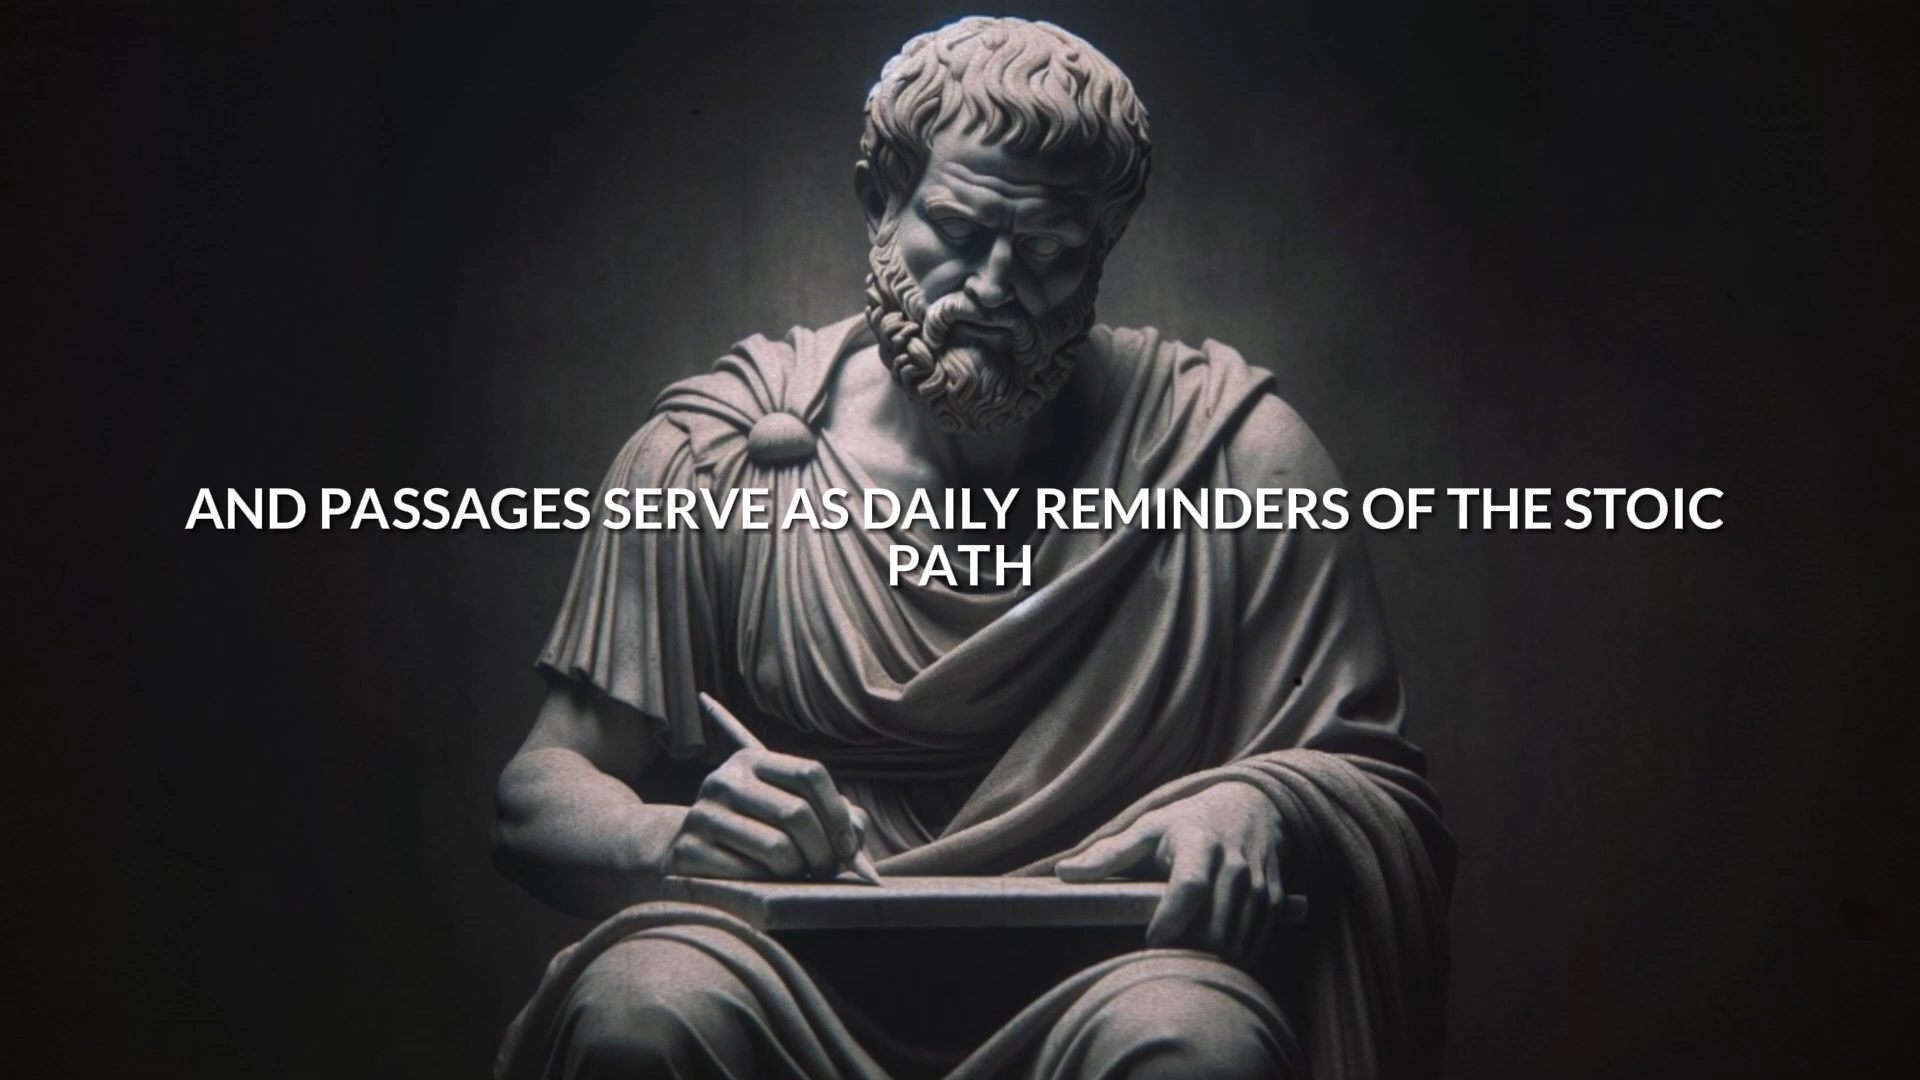 AND PASSAGES SERVE AS DAILY REMINDERS OF THE STOIC
PATH